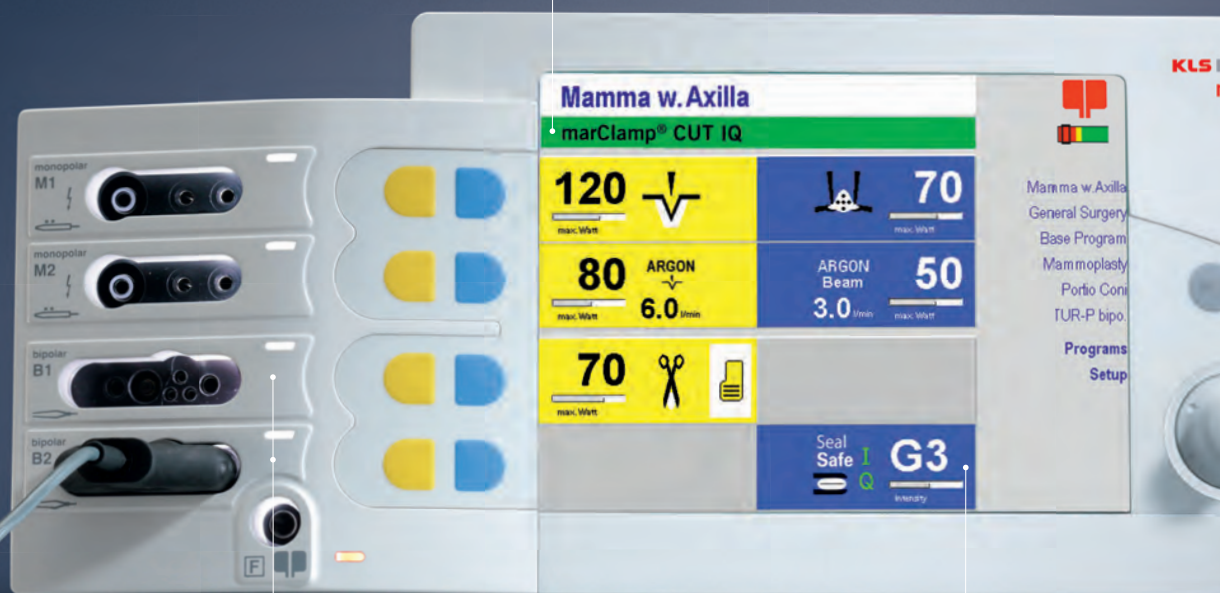 KLS
Mamma w. Axilla
marClamp® CUT IQ
monopolar
M1
120
max. Watt
70
max. Watt
Mamma w. Axilla
General Surgery
Base Program
Mammoplasty
Portio Coni
TUR-P bipo.
Programs
Setup
monopolar
M2
80
max. Watt
ARGON
6.0 l/min
ARGON
Beam
3.0 l/min
50
max. Watt
bipolar
B1
70
max. Watt
bipolar
B2
Seal
Safe I
Q
G3
Intensity
F